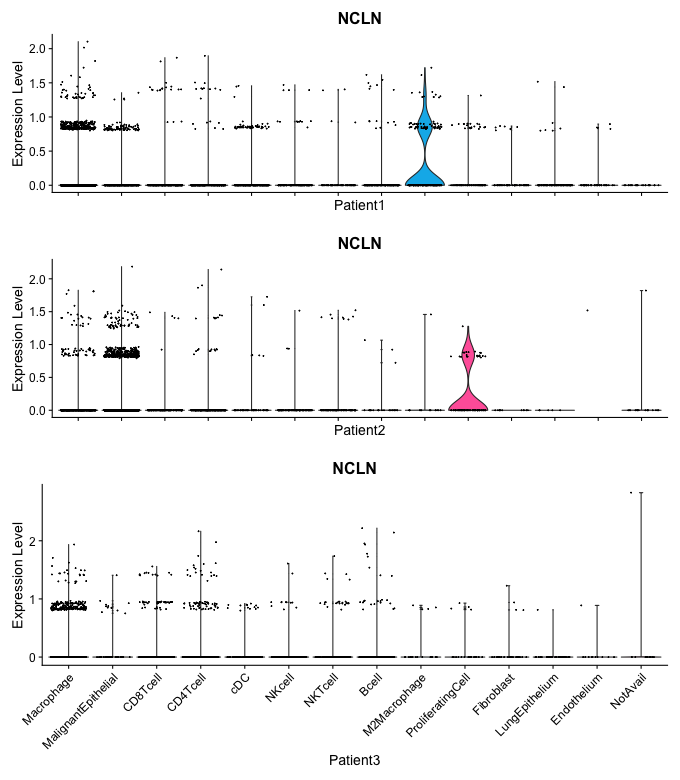 NCLN
Expression Level
2.0
1.5
1.0
0.5
0.0
Patient1
NCLN
Expression Level
2.0
1.5
1.0
0.5
0.0
Patient2
NCLN
Expression Level
2
1
0
Macrophage
MalignantEpithelial
CD8Tcell
CD4Tcell
cDC
NKcell
NKTcell
Bcell
M2Macrophage
ProliferatingCell
Fibroblast
LungEpithelium
Endothelium
NotAvail
Patient3